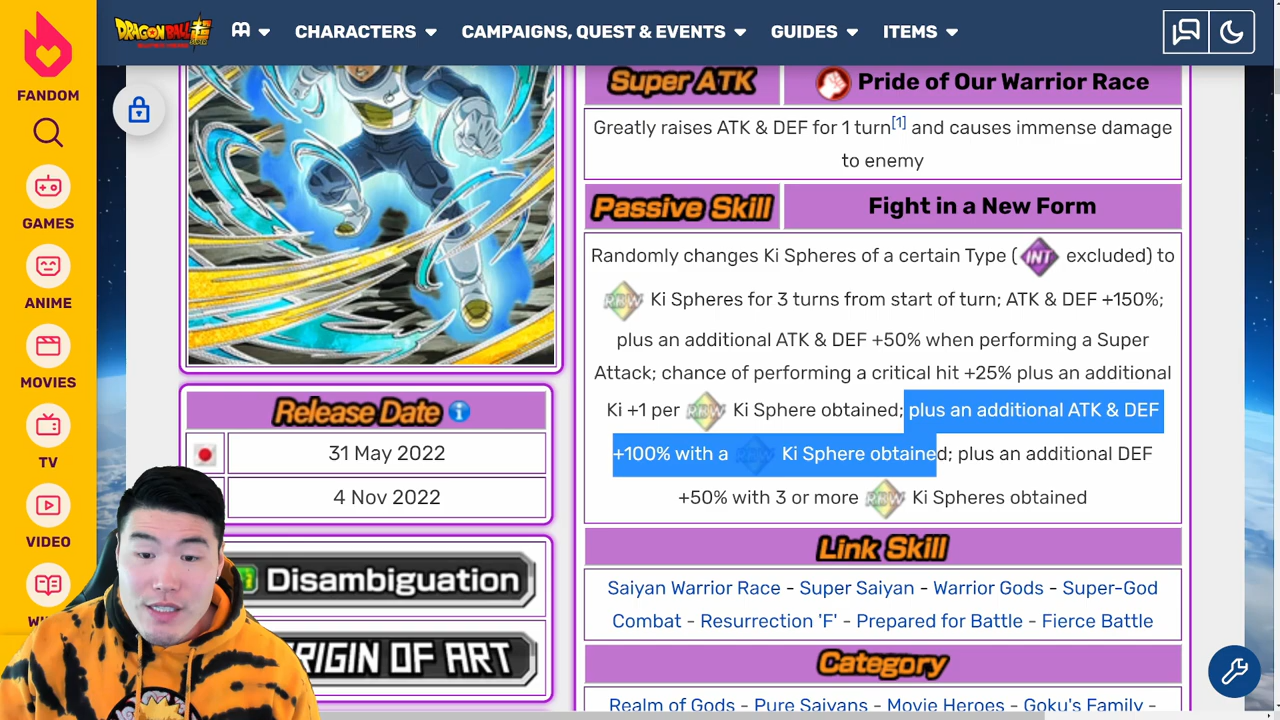 FANDOM
GAMES
ANIME
MOVIES
TV
VIDEO
DRAGON BALL
CHARACTERS
CAMPAIGNS, QUEST & EVENTS
GUIDES
ITEMS
Super ATK
Pride of Our Warrior Race
Greatly raises ATK & DEF for 1 turn[1] and causes immense damage
to enemy
Passive Skill
Fight in a New Form
Randomly changes Ki Spheres of a certain Type (INT excluded) to
RBW Ki Spheres for 3 turns from start of turn; ATK & DEF +150%;
plus an additional ATK & DEF +50% when performing a Super
Attack; chance of performing a critical hit +25% plus an additional
Ki +1 per RBW Ki Sphere obtained; plus an additional ATK & DEF
+100% with a RBW Ki Sphere obtained; plus an additional DEF
+50% with 3 or more RBW Ki Spheres obtained
Link Skill
Saiyan Warrior Race - Super Saiyan - Warrior Gods - Super-God
Combat - Resurrection 'F' - Prepared for Battle - Fierce Battle
Category
Realm of Gods - Pure Saiyans - Movie Heroes - Goku's Family -
Release Date
31 May 2022
4 Nov 2022
Disambiguation
ORIGIN OF ART